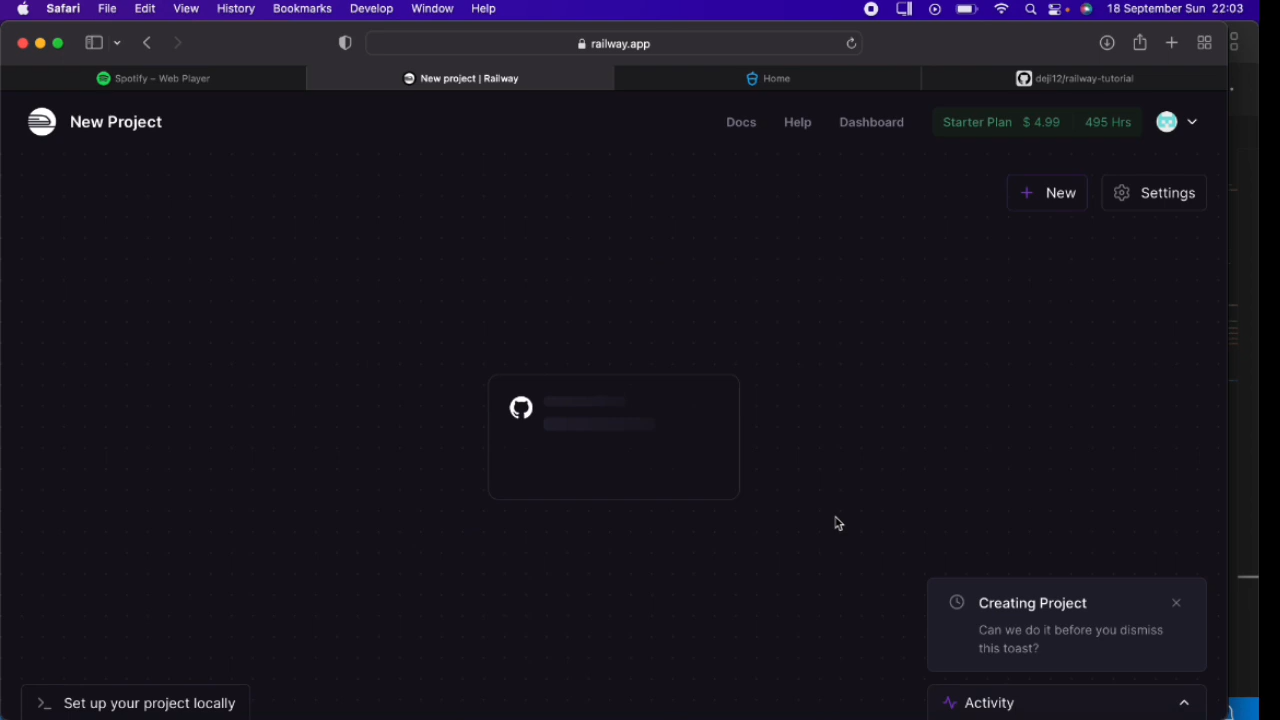 Safari File Edit View History Bookmarks Develop Window Help 18 September Sun 22:03
railway.app
Spotify – Web Player New project | Railway Home dejl12/railway-tutorial
New Project Docs Help Dashboard Starter Plan $ 4.99 495 Hrs
+ New Settings
Creating Project
Can we do it before you dismiss
this toast?
>_ Set up your project locally Activity